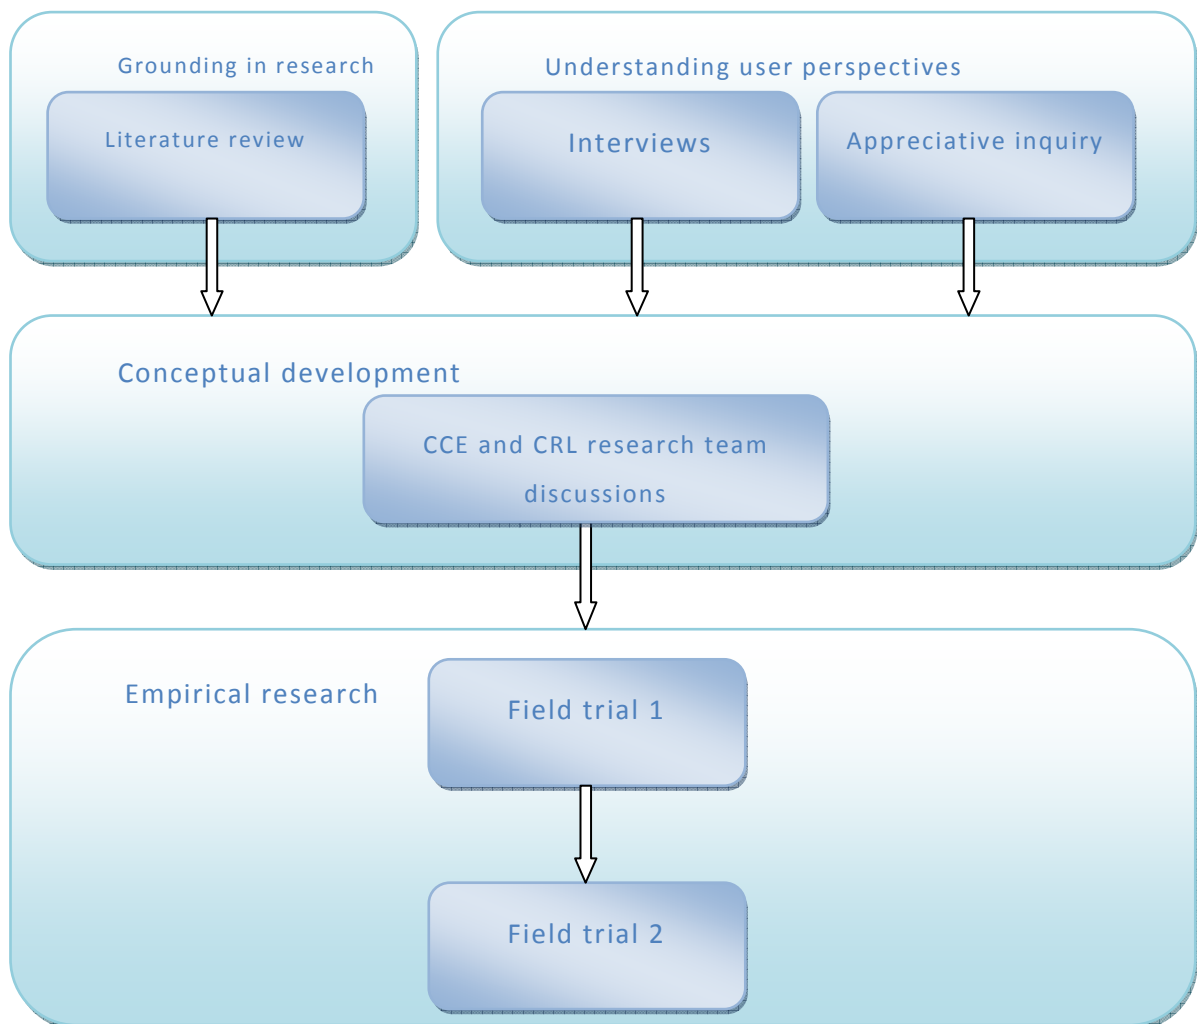 Grounding in research
Literature review
Understanding user perspectives
Interviews
Appreciative inquiry
Conceptual development
CCE and CRL research team
discussions
Empirical research
Field trial 1
Field trial 2